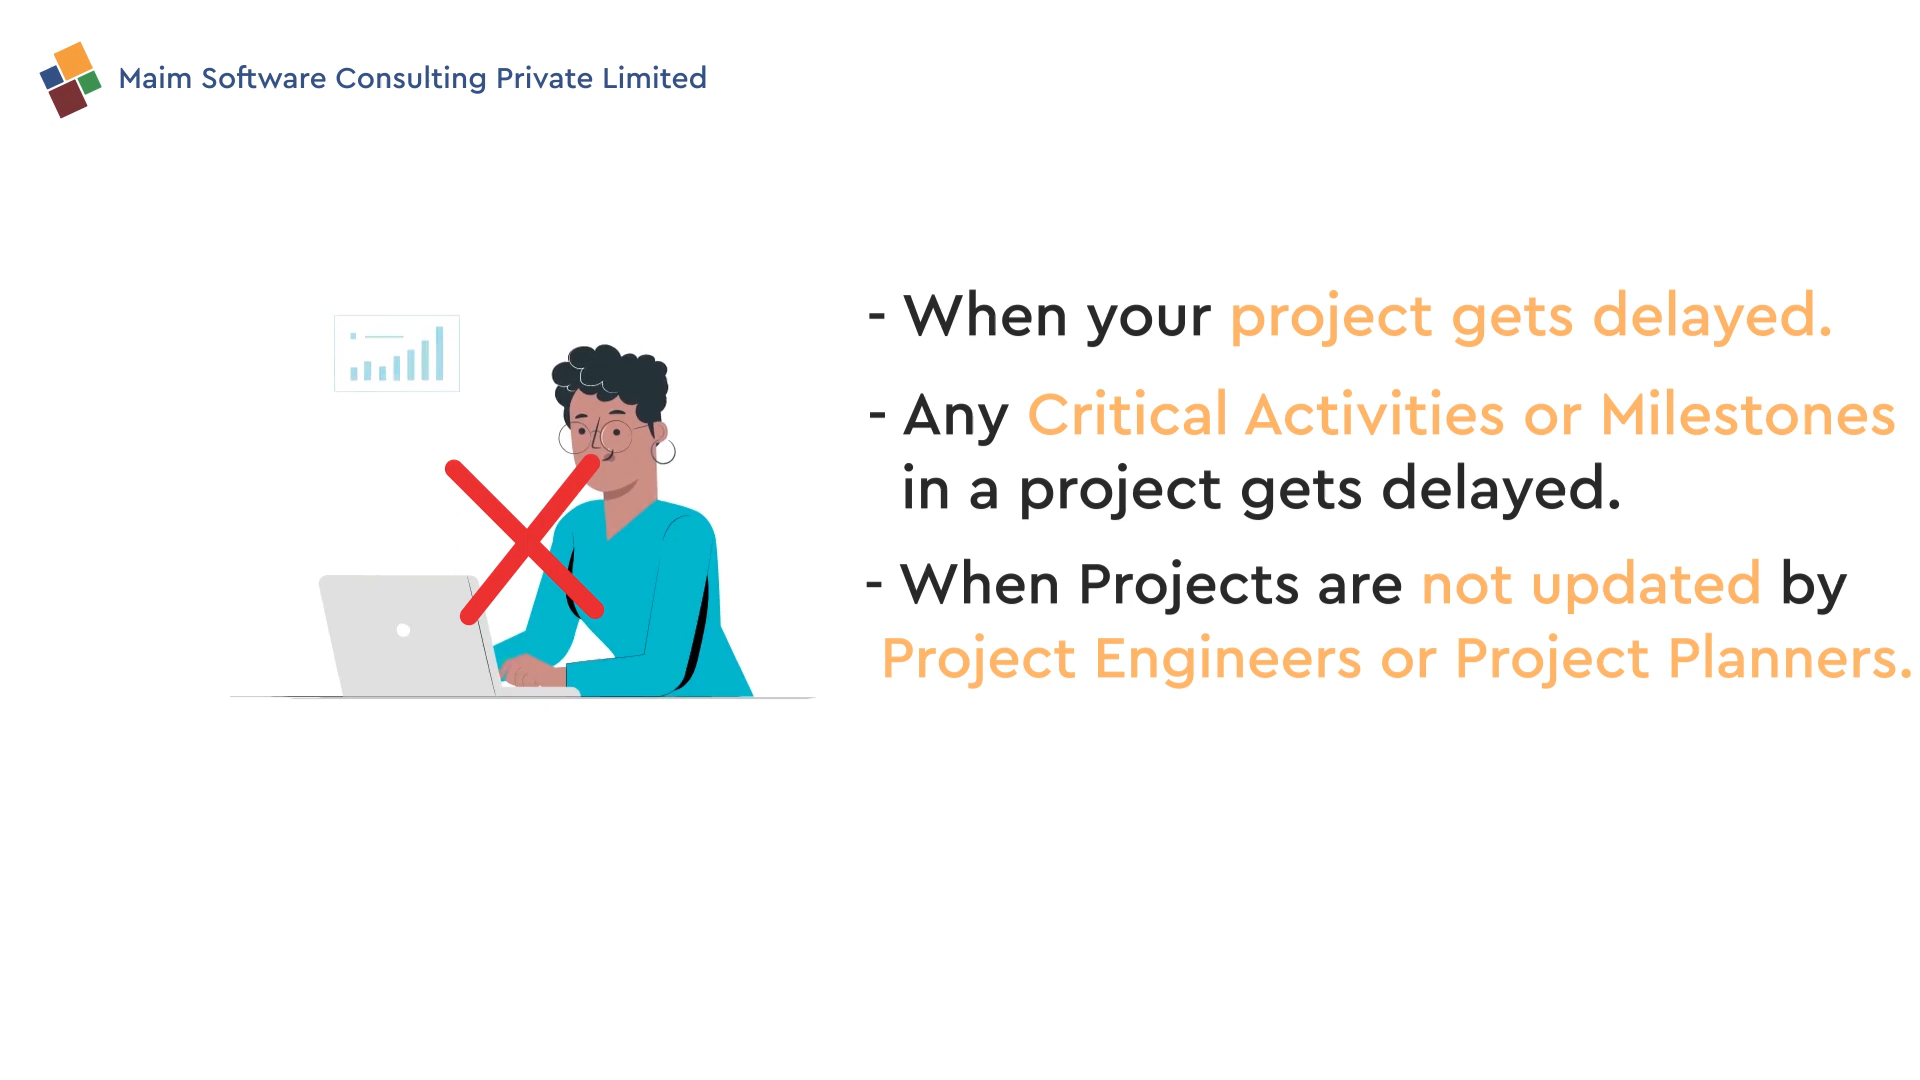 Maim Software Consulting Private Limited
- When your project gets delayed.
- Any Critical Activities or Milestones
in a project gets delayed.
- When Projects are not updated by
Project Engineers or Project Planners.